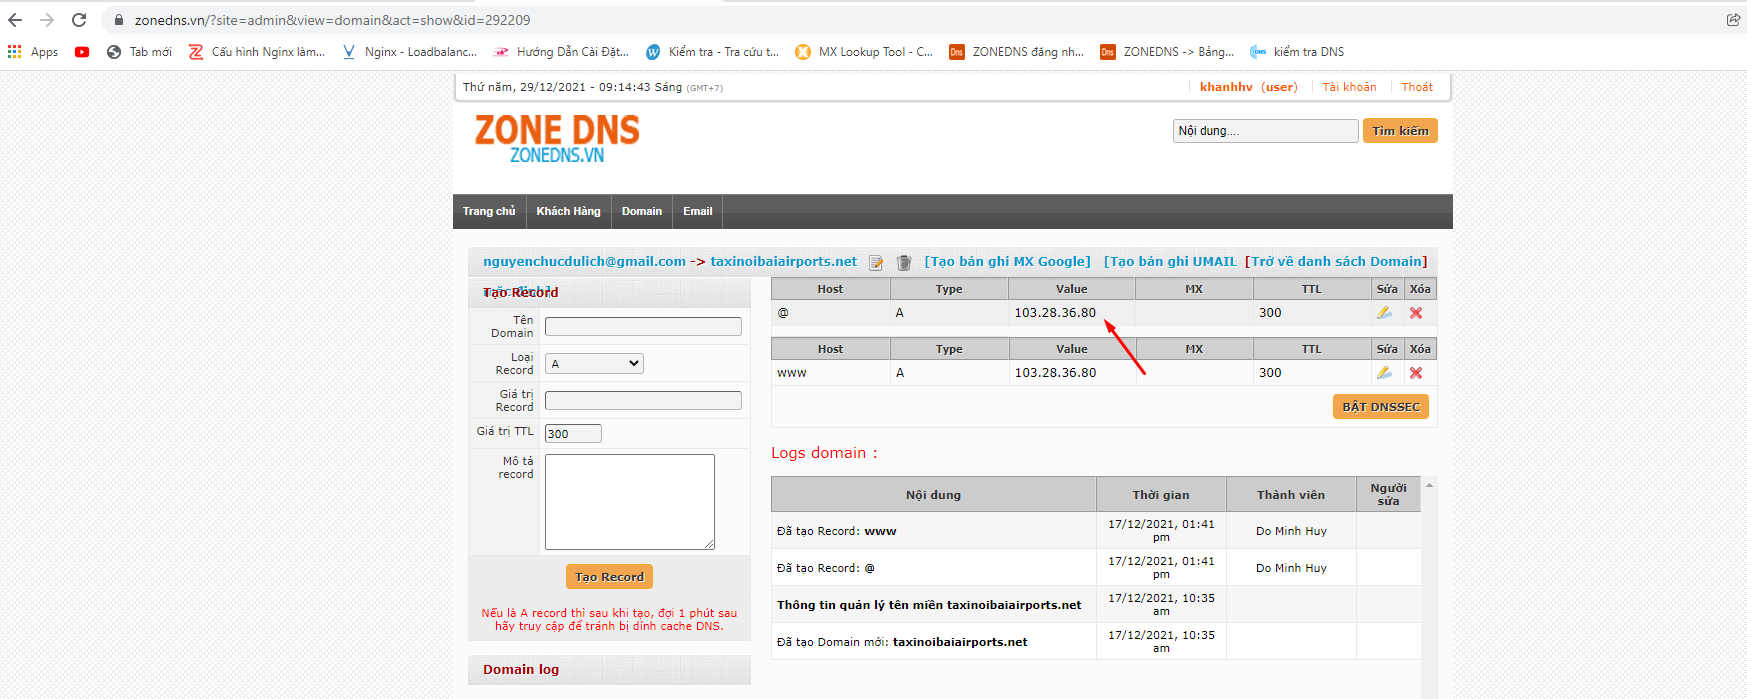 zonedns.vn/?site=admin&view=domain&act=show&id=292209
Apps Tab mới Cấu hình Nginx làm... Nginx - Loadbalanc... Hướng Dẫn Cài Đặt... Kiểm tra - Tra cứu t... MX Lookup Tool - C... ZONEDNS đăng nh... ZONEDNS -> Bảng... kiểm tra DNS
Thứ năm, 29/12/2021 - 09:14:43 Sáng (GMT+7) khanhhv (user) Tài khoản Thoát
ZONE DNS
ZONEDNS.VN
Nội dung.... Tìm kiếm
Trang chủ Khách Hàng Domain Email
nguyenchucdulich@gmail.com -> taxinoibaiairports.net [Tạo bản ghi MX Google] [Tạo bản ghi UMAIL [Trở về danh sách Domain]
Tạo Record
Tên Domain
Loại Record A
Giá trị Record
Giá trị TTL 300
Mô tả record
Tạo Record
Nếu là A record thì sau khi tạo, đợi 1 phút sau
hãy truy cập để tránh bị dính cache DNS.
Domain log
Host Type Value MX TTL Sửa Xóa
@ A 103.28.36.80 300
Host Type Value MX TTL Sửa Xóa
www A 103.28.36.80 300
BẬT DNSSEC
Logs domain :
Nội dung Thời gian Thành viên Người sửa
Đã tạo Record: www 17/12/2021, 01:41 pm Do Minh Huy
Đã tạo Record: @ 17/12/2021, 01:41 pm Do Minh Huy
Thông tin quản lý tên miền taxinoibaiairports.net 17/12/2021, 10:35 am
Đã tạo Domain mới: taxinoibaiairports.net 17/12/2021, 10:35 am